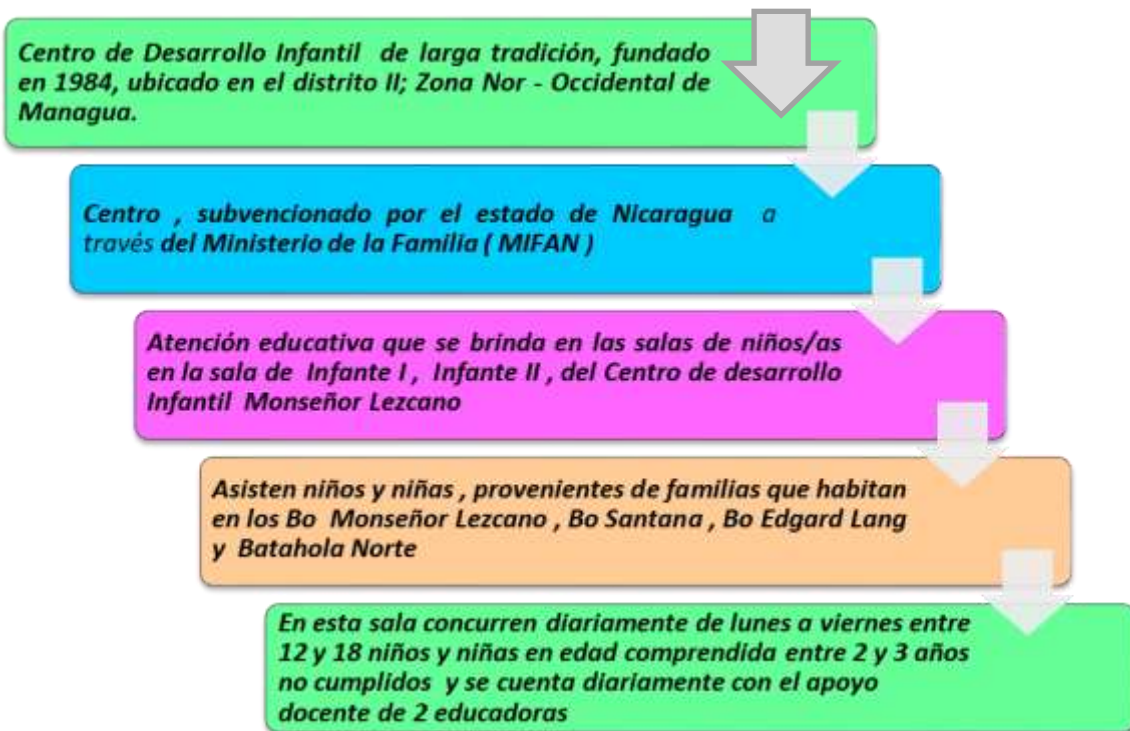 Centro de Desarrollo Infantil de larga tradición, fundado
en 1984, ubicado en el distrito II; Zona Nor - Occidental de
Managua.
Centro , subvencionado por el estado de Nicaragua a
través del Ministerio de la Familia ( MIFAN )
Atención educativa que se brinda en las salas de niños/as
en la sala de Infante I , Infante II , del Centro de desarrollo
Infantil Monseñor Lezcano
Asisten niños y niñas , provenientes de familias que habitan
en los Bo Monseñor Lezcano , Bo Santana , Bo Edgard Lang
y Batahola Norte
En esta sala concurren diariamente de lunes a viernes entre
12 y 18 niños y niñas en edad comprendida entre 2 y 3 años
no cumplidos y se cuenta diariamente con el apoyo
docente de 2 educadoras